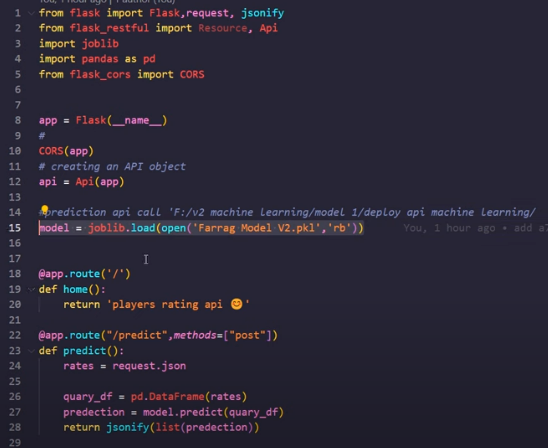 You, 1 hour ago | author (You)
1 from flask import Flask,request, jsonify
2 from flask_restful import Resource, Api
3 import joblib
4 import pandas as pd
5 from flask_cors import CORS
6
7
8 app = Flask(__name__)
9 #
10 CORS(app)
11 # creating an API object
12 api = Api(app)
13
14 #prediction api call 'F:/v2 machine learning/model 1/deploy api machine learning/
15 model = joblib.load(open('Farrag Model V2.pkl','rb')) You, 1 hour ago • add
16
17
18 @app.route('/')
19 def home():
20 return 'players rating api 😊'
21
22 @app.route("/predict",methods=["post"])
23 def predict():
24 rates = request.json
25
26 quary_df = pd.DataFrame(rates)
27 predection = model.predict(quary_df)
28 return jsonify(list(predection))
29